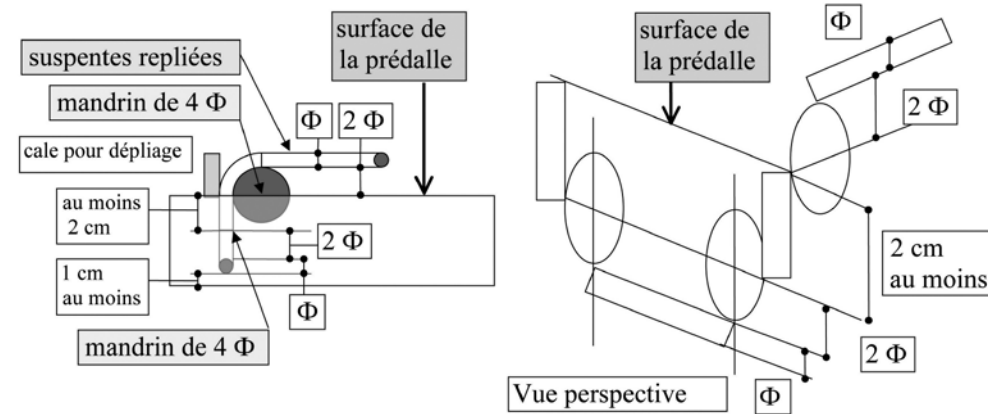 suspentes repliées
mandrin de 4 Φ
cale pour dépliage
surface de
la prédalle
Φ
2 Φ
au moins
2 cm
2 Φ
1 cm
au moins
Φ
mandrin de 4 Φ
surface de
la prédalle
Φ
2 Φ
2 cm
au moins
2 Φ
Φ
Vue perspective